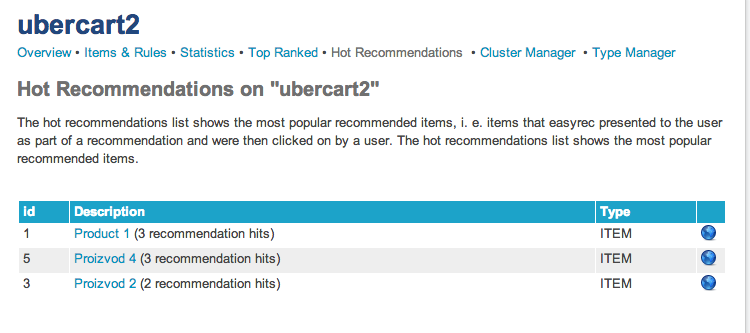 ubercart2
Overview • Items & Rules • Statistics • Top Ranked • Hot Recommendations • Cluster Manager • Type Manager
Hot Recommendations on "ubercart2"
The hot recommendations list shows the most popular recommended items, i. e. items that easyrec presented to the user
as part of a recommendation and were then clicked on by a user. The hot recommendations list shows the most popular
recommended items.
id Description Type
1 Product 1 (3 recommendation hits) ITEM
5 Proizvod 4 (3 recommendation hits) ITEM
3 Proizvod 2 (2 recommendation hits) ITEM